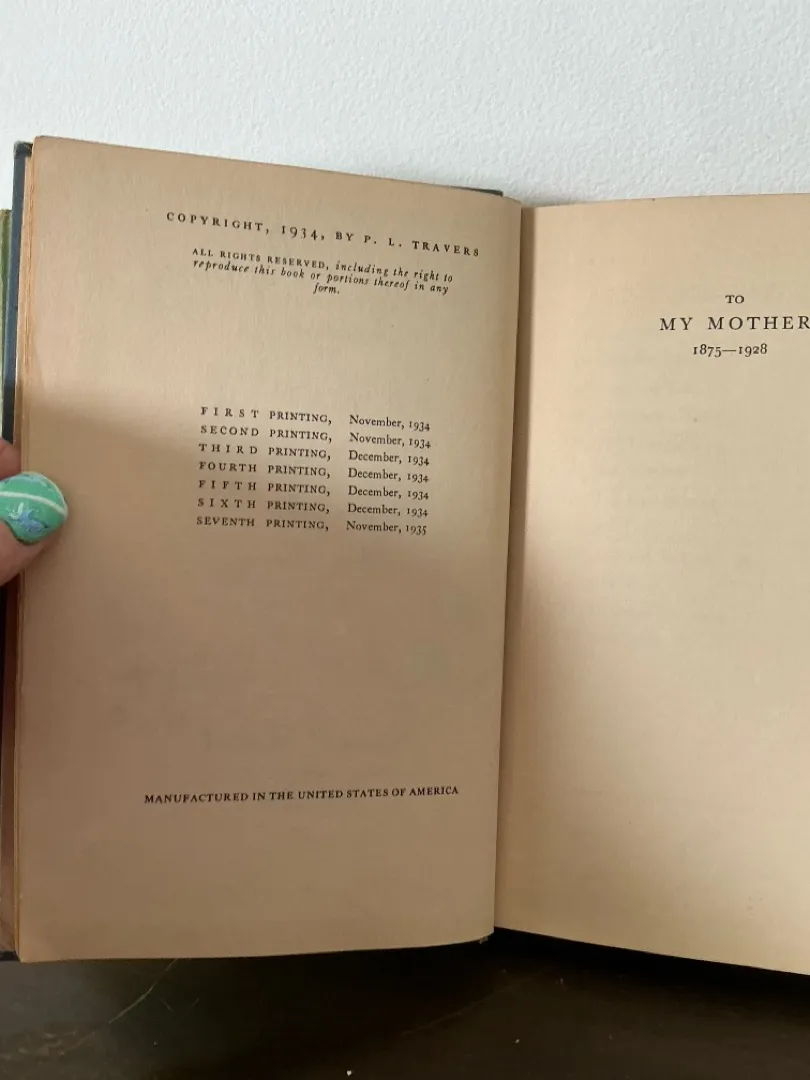 COPYRIGHT, 1934, BY P. L. TRAVERS
ALL RIGHTS RESERVED, including the right to
reproduce this book or portions thereof in any
form.
FIRST PRINTING, November, 1934
SECOND PRINTING, November, 1934
THIRD PRINTING, December, 1934
FOURTH PRINTING, December, 1934
FIFTH PRINTING, December, 1934
SIXTH PRINTING, December, 1934
SEVENTH PRINTING, November, 1935
MANUFACTURED IN THE UNITED STATES OF AMERICA
TO
MY MOTHER
1875—1928